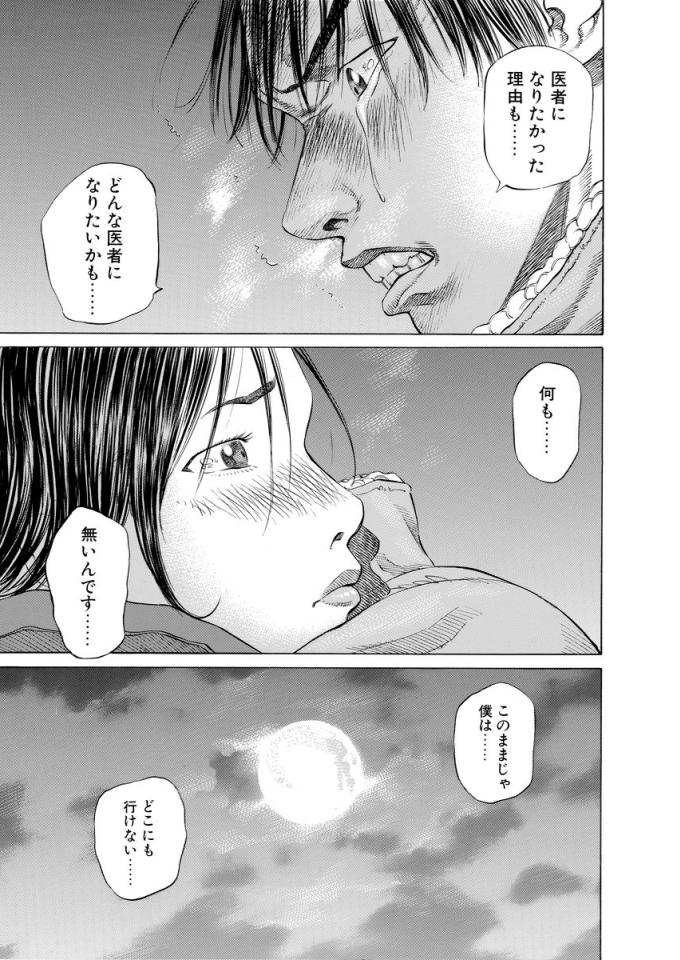 医者に
なりたかった
理由も……
どんな医者に
なりたいかも……
何も……
無いんです……
このままじゃ
僕は……
どこにも
行けない……